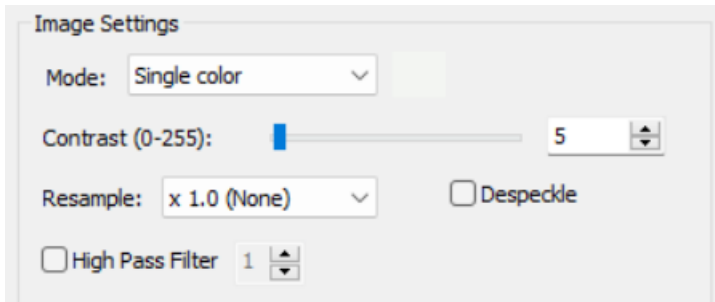 Image Settings
Mode: Single color
Contrast (0-255): 5
Resample: x 1.0 (None) Despeckle
High Pass Filter 1